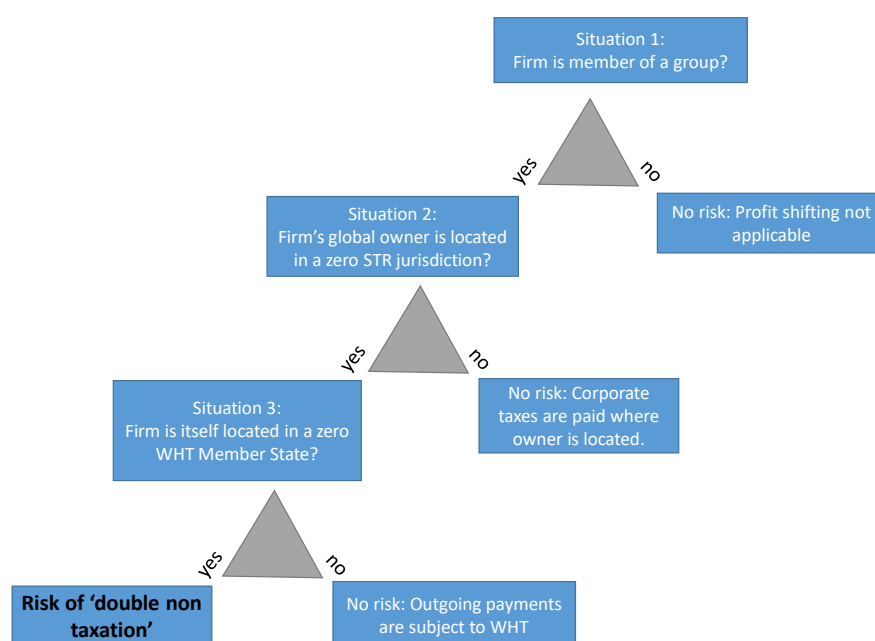 Situation 1:
Firm is member of a group?
yes
no
No risk: Profit shifting not
applicable
Situation 2:
Firm's global owner is located
in a zero STR jurisdiction?
yes
no
No risk: Corporate
taxes are paid where
owner is located.
Situation 3:
Firm is itself located in a zero
WHT Member State?
yes
no
Risk of 'double non
taxation'
No risk: Outgoing payments
are subject to WHT